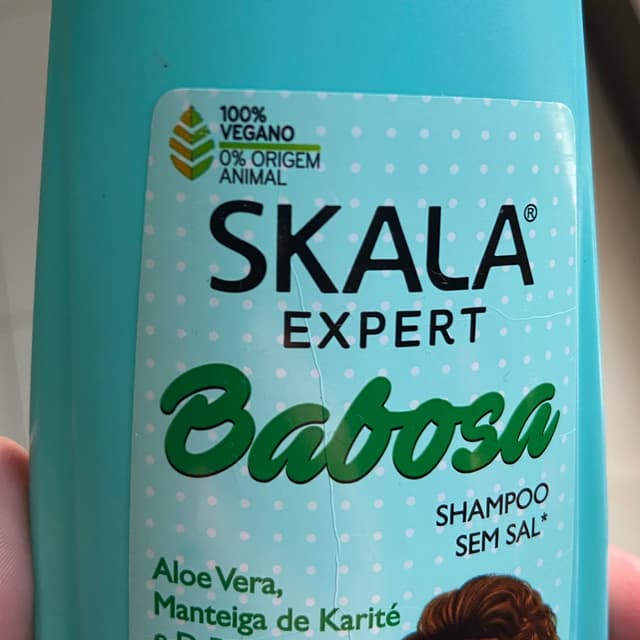 100%
VEGANO
0% ORIGEM
ANIMAL
SKALA®
EXPERT
Babosa
SHAMPOO
SEM SAL*
Aloe Vera,
Manteiga de Karité